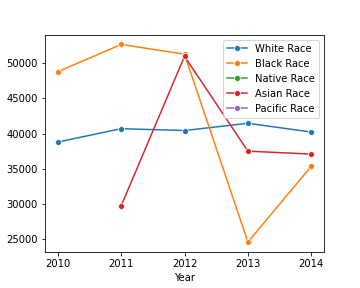 White Race
Black Race
Native Race
Asian Race
Pacific Race
50000
45000
40000
35000
30000
25000
2010 2011 2012 2013 2014
Year